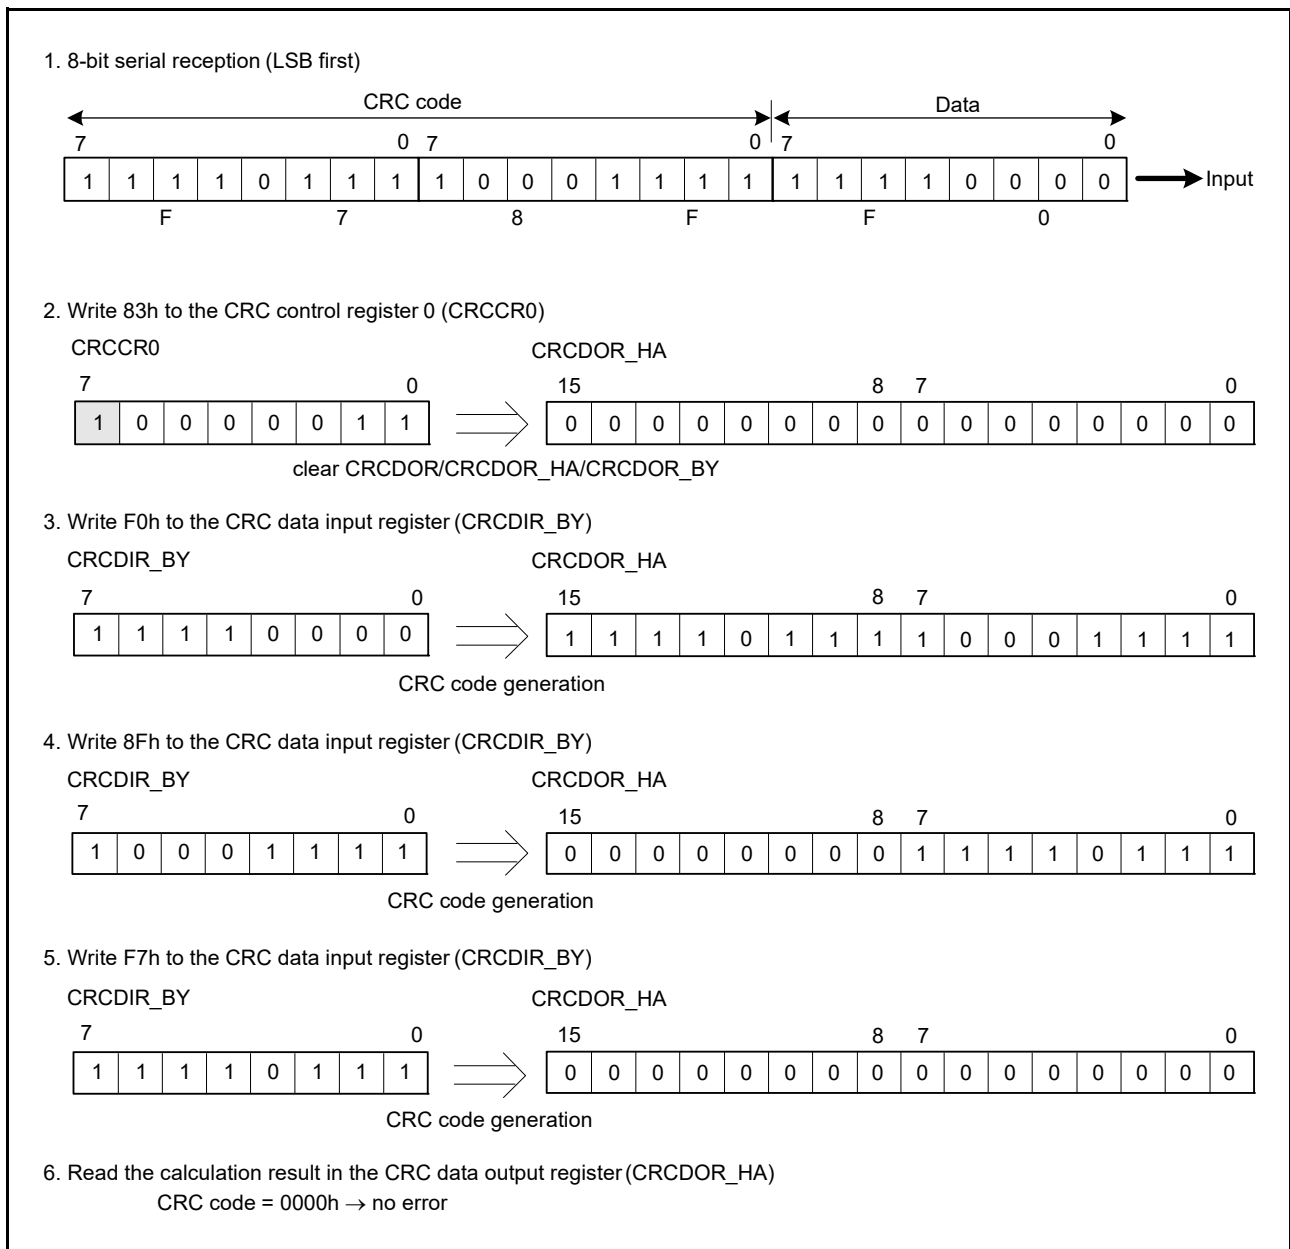 1. 8-bit serial reception (LSB first)
CRC code Data
7 0 7 0 7 0
1 1 1 1 0 1 1 1 1 0 0 0 1 1 1 1 1 1 1 1 0 0 0 0 Input
F 7 8 F F 0
2. Write 83h to the CRC control register 0 (CRCCR0)
CRCCR0 CRCDOR_HA
7 0 15 8 7 0
1 0 0 0 0 0 1 1 0 0 0 0 0 0 0 0 0 0 0 0 0 0 0 0
clear CRCDOR/CRCDOR_HA/CRCDOR_BY
3. Write F0h to the CRC data input register (CRCDIR_BY)
CRCDIR_BY CRCDOR_HA
7 0 15 8 7 0
1 1 1 1 0 0 0 0 1 1 1 1 0 1 1 1 1 0 0 0 1 1 1 1
CRC code generation
4. Write 8Fh to the CRC data input register (CRCDIR_BY)
CRCDIR_BY CRCDOR_HA
7 0 15 8 7 0
1 0 0 0 1 1 1 1 0 0 0 0 0 0 0 0 1 1 1 1 0 1 1 1
CRC code generation
5. Write F7h to the CRC data input register (CRCDIR_BY)
CRCDIR_BY CRCDOR_HA
7 0 15 8 7 0
1 1 1 1 0 1 1 1 0 0 0 0 0 0 0 0 0 0 0 0 0 0 0 0
CRC code generation
6. Read the calculation result in the CRC data output register (CRCDOR_HA)
CRC code = 0000h → no error